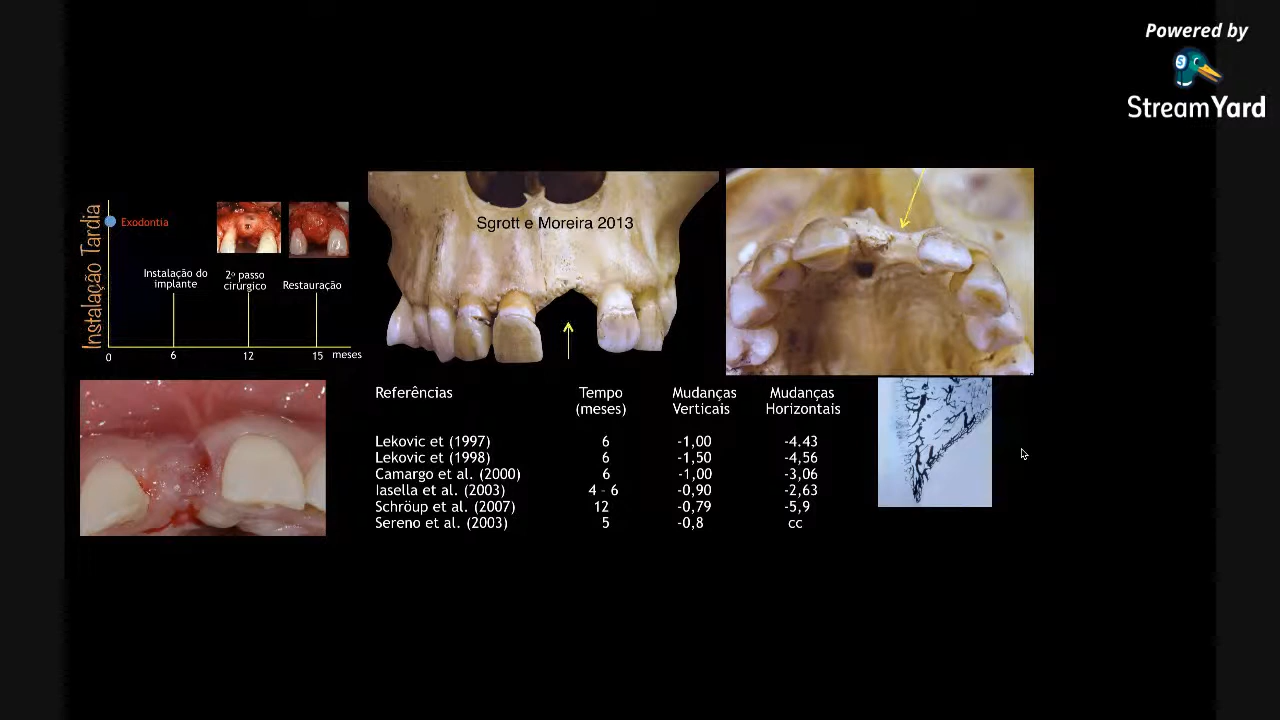 Powered by
StreamYard
Instalação Tardia
Exodontia
Instalação do
implante
2º passo
cirúrgico
Restauração
0
6
12
15
meses
Sgrott e Moreira 2013
Referências Tempo (meses) Mudanças Verticais Mudanças Horizontais
Lekovic et (1997) 6 -1,00 -4.43
Lekovic et (1998) 6 -1,50 -4,56
Camargo et al. (2000) 6 -1,00 -3,06
Iasella et al. (2003) 4 - 6 -0,90 -2,63
Schröup et al. (2007) 12 -0,79 -5,9
Sereno et al. (2003) 5 -0,8 cc